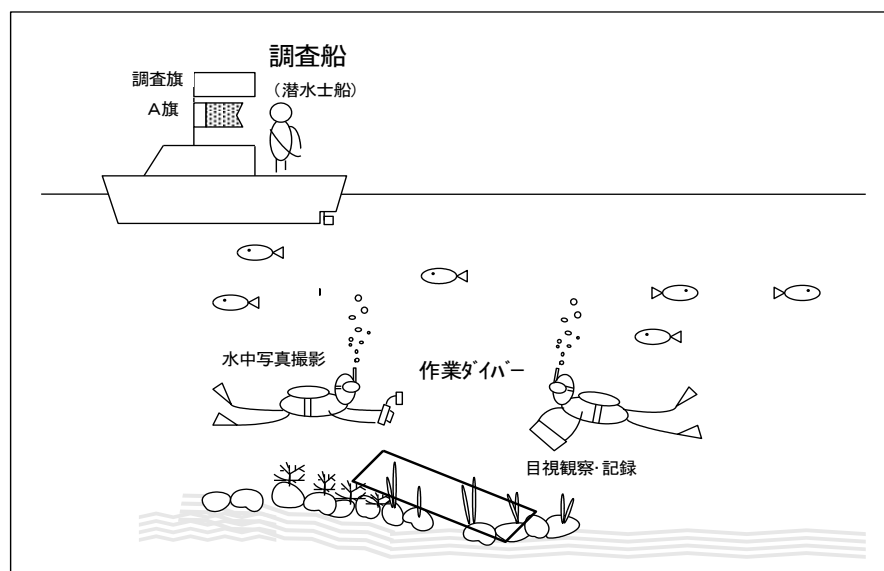 調査船
(潜水士船)
調査旗
A旗
水中写真撮影
作業ﾀﾞｲﾊﾞｰ
目視観察・記録